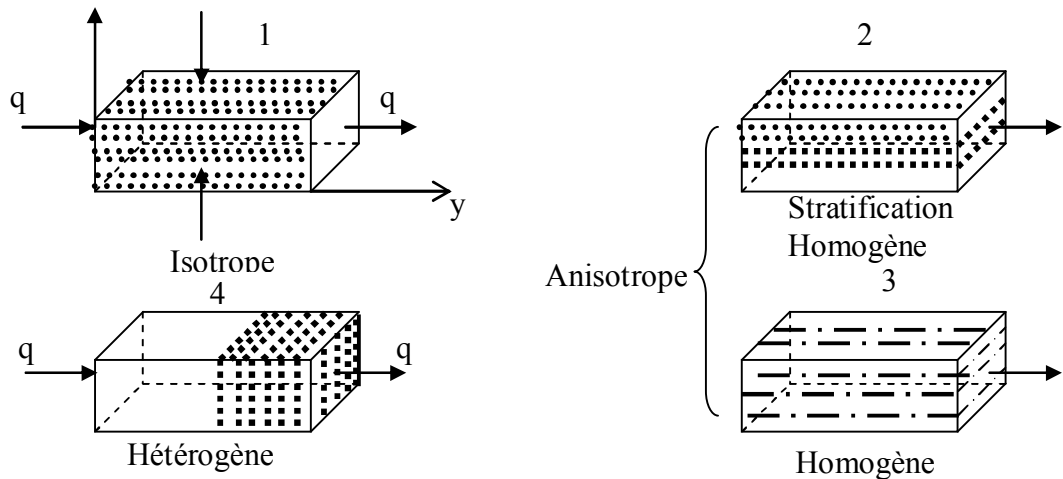 1
q
q
y
Isotrope
2
Stratification
Homogène
Anisotrope
4
q
q
Hétérogène
3
Homogène